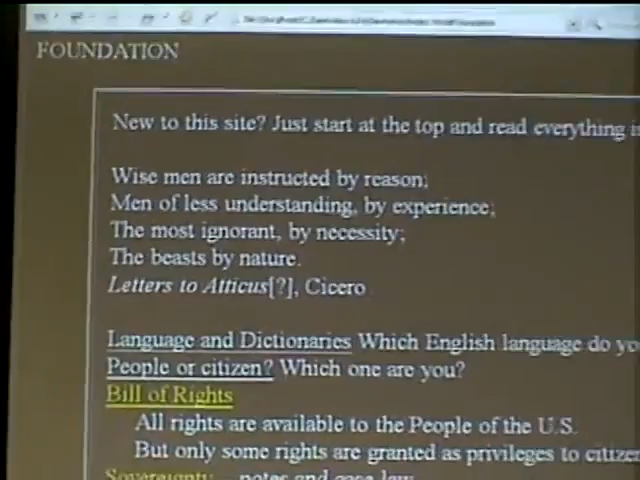 FOUNDATION
New to this site? Just start at the top and read everything
Wise men are instructed by reason;
Men of less understanding, by experience;
The most ignorant, by necessity;
The beasts by nature.
Letters to Atticus[?], Cicero
Language and Dictionaries Which English language do
People or citizen? Which one are you?
Bill of Rights
All rights are available to the People of the U.S.
But only some rights are granted as privileges to
Sovereignty notes and case law